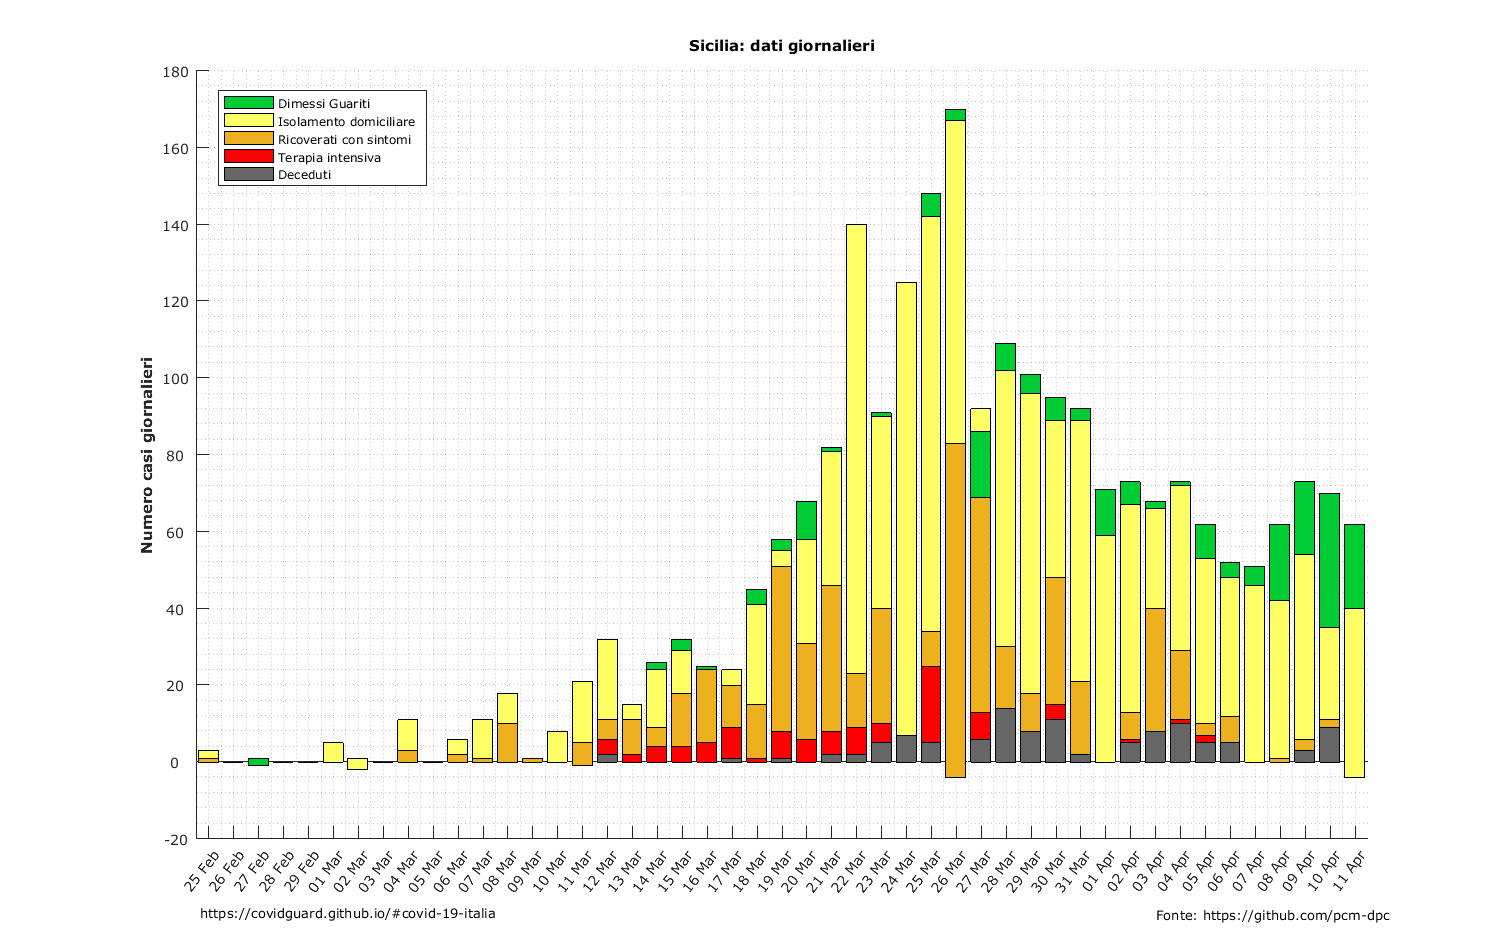 Sicilia: dati giornalieri
180
160
140
120
100
80
60
40
20
0
-20
Numero casi giornalieri
Dimessi Guariti
Isolamento domiciliare
Ricoverati con sintomi
Terapia intensiva
Deceduti
25 Feb
26 Feb
27 Feb
28 Feb
29 Feb
01 Mar
02 Mar
03 Mar
04 Mar
05 Mar
06 Mar
07 Mar
08 Mar
09 Mar
10 Mar
11 Mar
12 Mar
13 Mar
14 Mar
15 Mar
16 Mar
17 Mar
18 Mar
19 Mar
20 Mar
21 Mar
22 Mar
23 Mar
24 Mar
25 Mar
26 Mar
27 Mar
28 Mar
29 Mar
30 Mar
31 Mar
01 Apr
02 Apr
03 Apr
04 Apr
05 Apr
06 Apr
07 Apr
08 Apr
09 Apr
10 Apr
11 Apr
https://covidguard.github.io/#covid-19-italia
Fonte: https://github.com/pcm-dpc